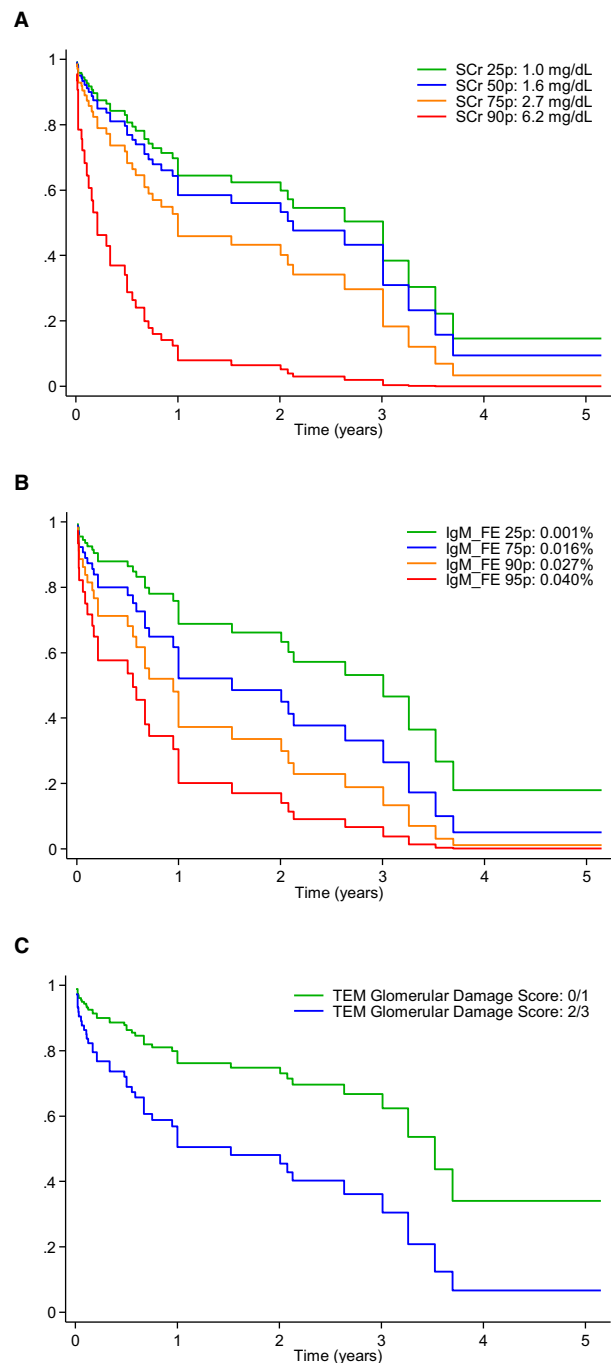 A
1
.8
.6
.4
.2
0
SCr 25p: 1.0 mg/dL
SCr 50p: 1.6 mg/dL
SCr 75p: 2.7 mg/dL
SCr 90p: 6.2 mg/dL
0 1 2 3 4 5
Time (years)
B
1
.8
.6
.4
.2
0
IgM_FE 25p: 0.001%
IgM_FE 75p: 0.016%
IgM_FE 90p: 0.027%
IgM_FE 95p: 0.040%
0 1 2 3 4 5
Time (years)
C
1
.8
.6
.4
.2
0
TEM Glomerular Damage Score: 0/1
TEM Glomerular Damage Score: 2/3
0 1 2 3 4 5
Time (years)